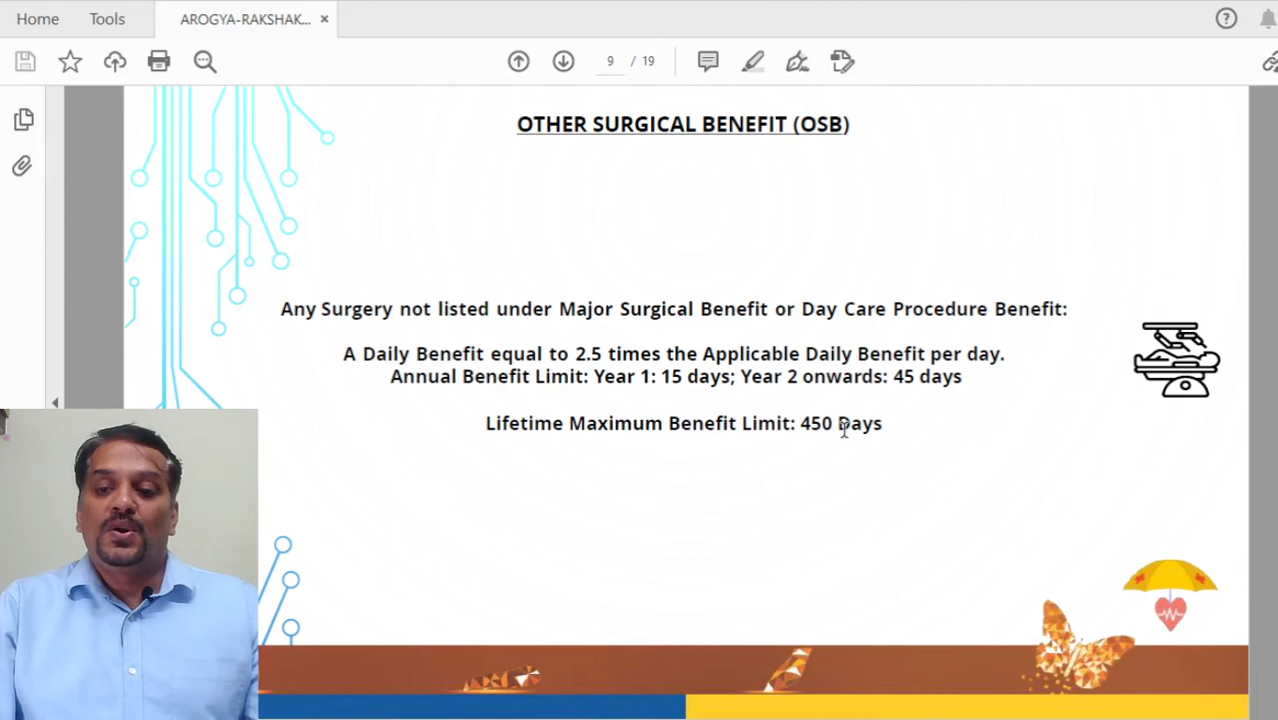 Home
Tools
AROGYA-RAKSHAK...
9 / 19
OTHER SURGICAL BENEFIT (OSB)
Any Surgery not listed under Major Surgical Benefit or Day Care Procedure Benefit:
A Daily Benefit equal to 2.5 times the Applicable Daily Benefit per day.
Annual Benefit Limit: Year 1: 15 days; Year 2 onwards: 45 days
Lifetime Maximum Benefit Limit: 450 Days